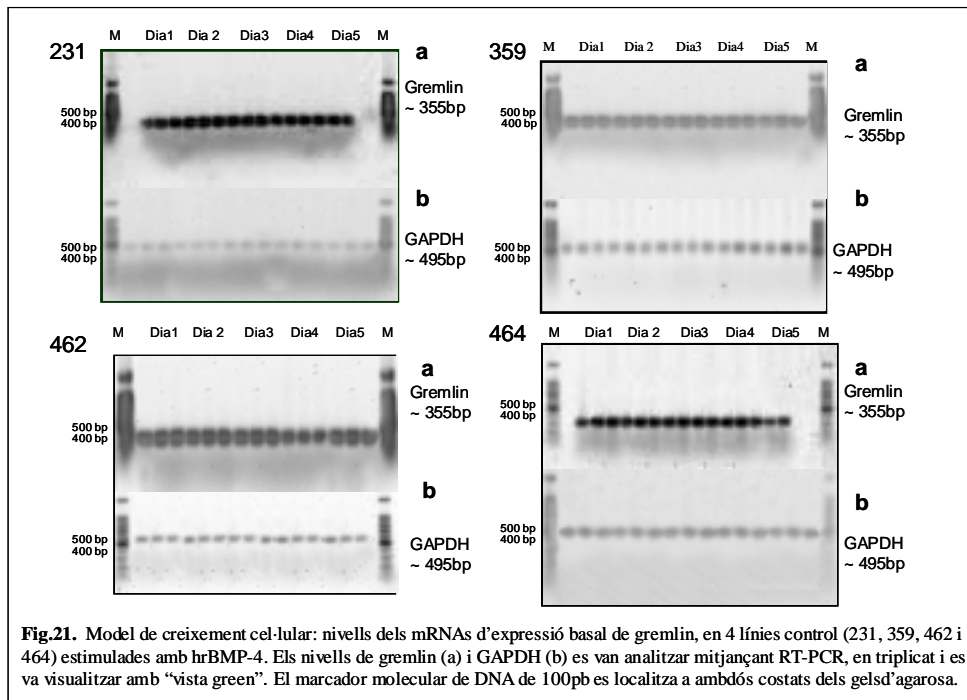 231
M Dia1 Dia 2 Dia3 Dia4 Dia5 M
a
Gremlin
~ 355bp
500 bp
400 bp
b
GAPDH
~ 495bp
500 bp
400 bp
359
M Dia1 Dia 2 Dia3 Dia4 Dia5 M
a
Gremlin
~ 355bp
500 bp
400 bp
b
GAPDH
~ 495bp
500 bp
400 bp
462
M Dia1 Dia 2 Dia3 Dia4 Dia5 M
a
Gremlin
~ 355bp
500 bp
400 bp
b
GAPDH
~ 495bp
500 bp
400 bp
464
M Dia1 Dia 2 Dia3 Dia4 Dia5 M
a
Gremlin
~ 355bp
500 bp
400 bp
b
GAPDH
~ 495bp
500 bp
400 bp
Fig.21. Model de creixement cel·lular: nivells dels mRNAs d'expressió basal de gremlin, en 4 línies control (231, 359, 462 i
464) estimulades amb hrBMP-4. Els nivells de gremlin (a) i GAPDH (b) es van analitzar mitjançant RT-PCR, en triplicat i es
va visualitzar amb "vista green". El marcador molecular de DNA de 100pb es localitza a ambdós costats dels gelsd'agarosa.